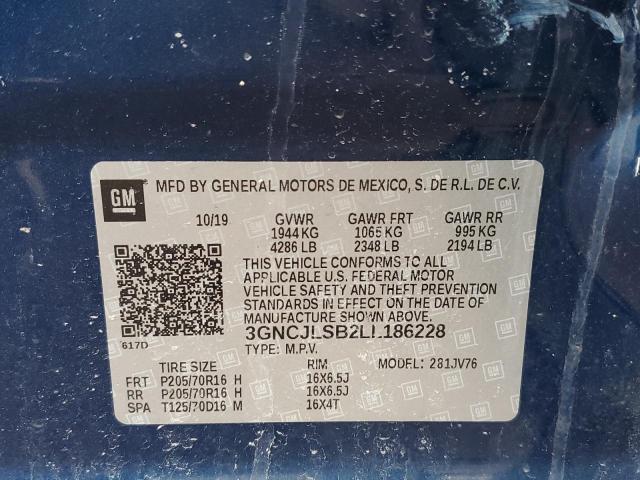 GM
MFD BY GENERAL MOTORS DE MEXICO, S. DE R.L. DE C.V.
10/19 GVWR GAWR FRT GAWR RR
1944 KG 1065 KG 995 KG
4286 LB 2348 LB 2194 LB
THIS VEHICLE CONFORMS TO ALL
APPLICABLE U.S. FEDERAL MOTOR
VEHICLE SAFETY, BUMPER, AND THEFT
PREVENTION STANDARDS IN
EFFECT ON THE DATE OF
MANUFACTURE SHOWN ABOVE.
617D 3GNCJLSB2LL186228
TYPE: M.P.V. MODEL: 281JV76
TIRE SIZE RIM
FRT P205/70R16 H 16X6.5J
RR P205/70R16 H 16X6.5J
SPA T125/70D16 M 16X4T
GM